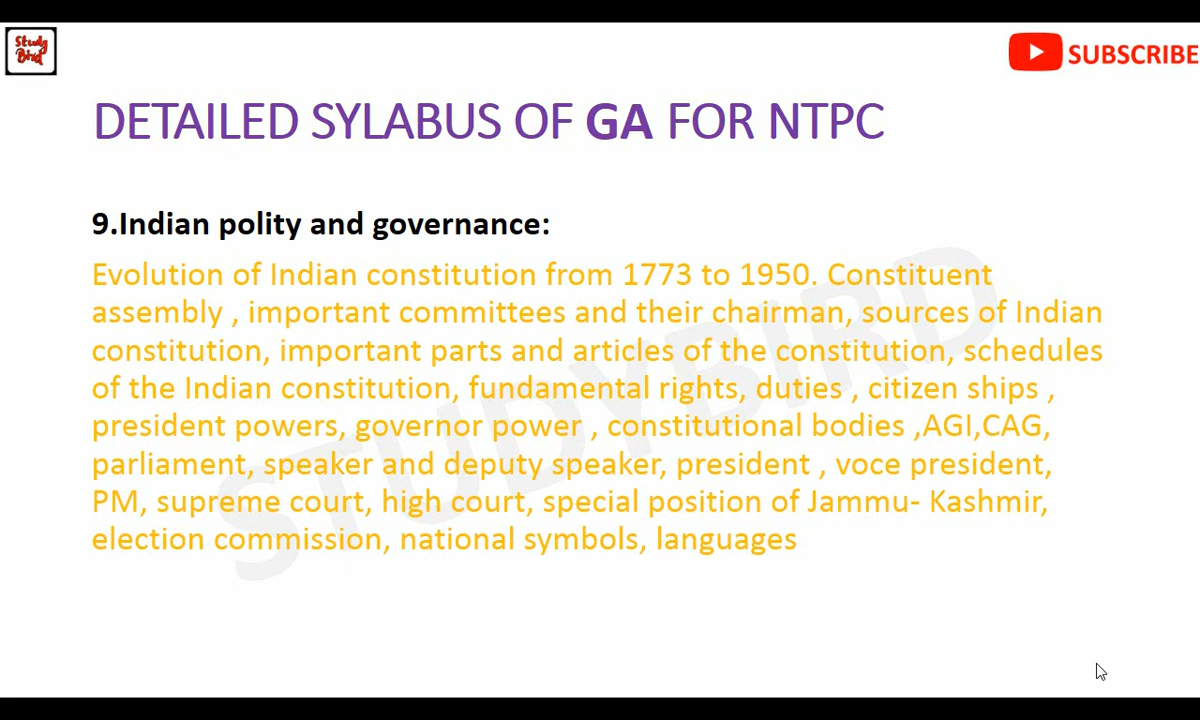 Study
Bird
SUBSCRIBE
DETAILED SYLABUS OF GA FOR NTPC
9.Indian polity and governance:
Evolution of Indian constitution from 1773 to 1950. Constituent
assembly , important committees and their chairman, sources of Indian
constitution, important parts and articles of the constitution, schedules
of the Indian constitution, fundamental rights, duties , citizen ships ,
president powers, governor power , constitutional bodies ,AGI,CAG,
parliament, speaker and deputy speaker, president , voce president,
PM, supreme court, high court, special position of Jammu- Kashmir,
election commission, national symbols, languages
STUDYBIRD